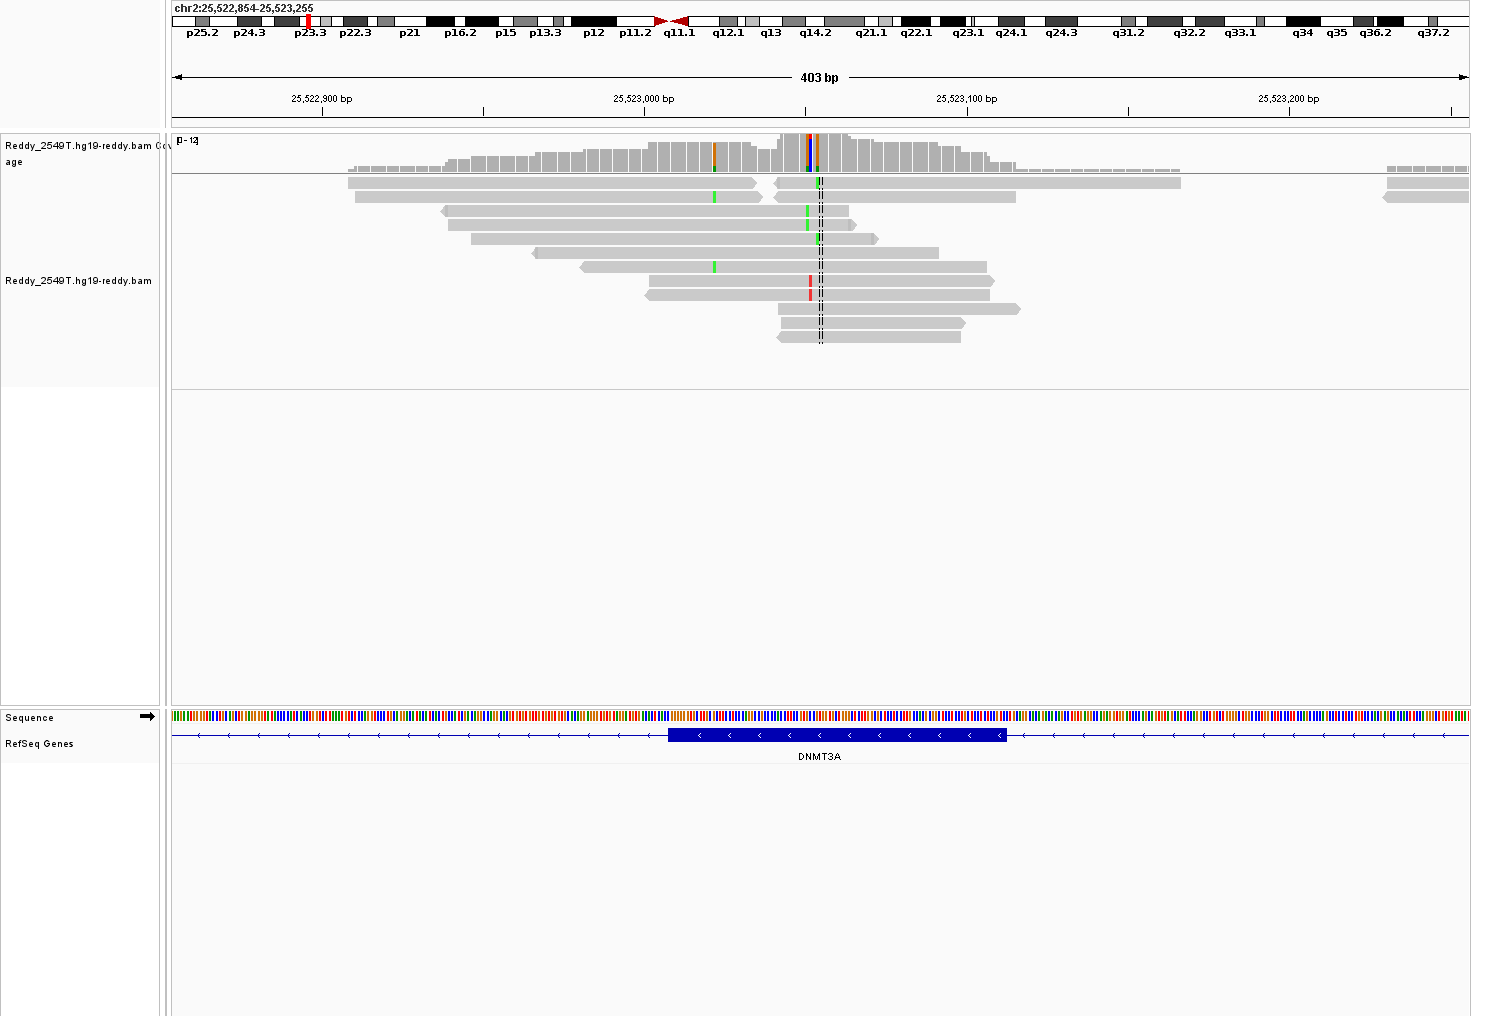 chr2:25,522,854-25,523,255
p25.2 p24.3 p23.3 p22.3 p21 p16.2 p15 p13.3 p12 p11.2 q11.1 q12.1 q13 q14.2 q21.1 q22.1 q23.1 q24.1 q24.3 q31.2 q32.2 q33.1 q34 q35 q36.2 q37.2
403 bp
25,522,900 bp 25,523,000 bp 25,523,100 bp 25,523,200 bp
[0 - 12]
Reddy_2549T.hg19-reddy.bam Cov
age
Reddy_2549T.hg19-reddy.bam
Sequence
RefSeq Genes
DNMT3A